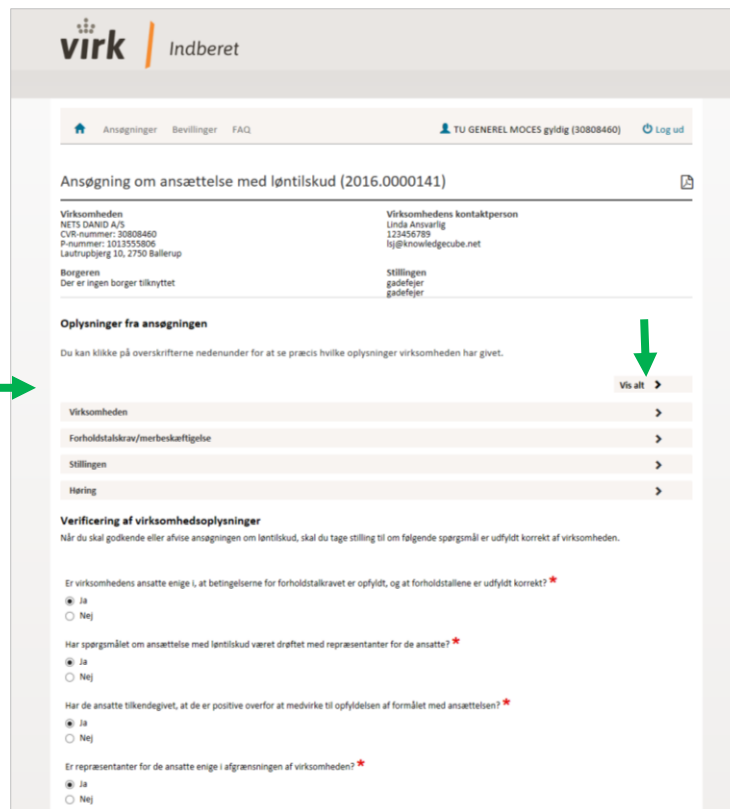 virk Indberet
Ansøgninger Bevillinger FAQ TU GENEREL MOCES gyldig (30808460) Log ud
Ansøgning om ansættelse med løntilskud (2016.0000141)
Virksomheden
NETS DANID A/S
CVR-nummer: 30808460
P-nummer: 1013555806
Lautrupbjerg 10, 2750 Ballerup
Virksomhedens kontaktperson
Linda Ansvarlig
123456789
lsj@knowledgecube.net
Borgeren
Der er ingen borger tilknyttet
Stillingen
gadefejer
gadefejer
Oplysninger fra ansøgningen
Du kan klikke på overskrifterne nedenunder for at se præcis hvilke oplysninger virksomheden har givet.
Vis alt
Virksomheden
Forholdstalskrav/merbeskæftigelse
Stillingen
Høring
Verificering af virksomhedsoplysninger
Når du skal godkende eller afvise ansøgningen om løntilskud, skal du tage stilling til om følgende spørgsmål er udfyldt korrekt af virksomheden.
Er virksomhedens ansatte enige i, at betingelserne for forholdstalkravet er opfyldt, og at forholdstallene er udfyldt korrekt? *
Ja
Nej
Har spørgsmålet om ansættelse med løntilskud været drøftet med repræsentanter for de ansatte? *
Ja
Nej
Har de ansatte tilkendegivet, at de er positive overfor at medvirke til opfyldelsen af formålet med ansættelsen? *
Ja
Nej
Er repræsentanter for de ansatte enige i afgrænsningen af virksomheden? *
Ja
Nej